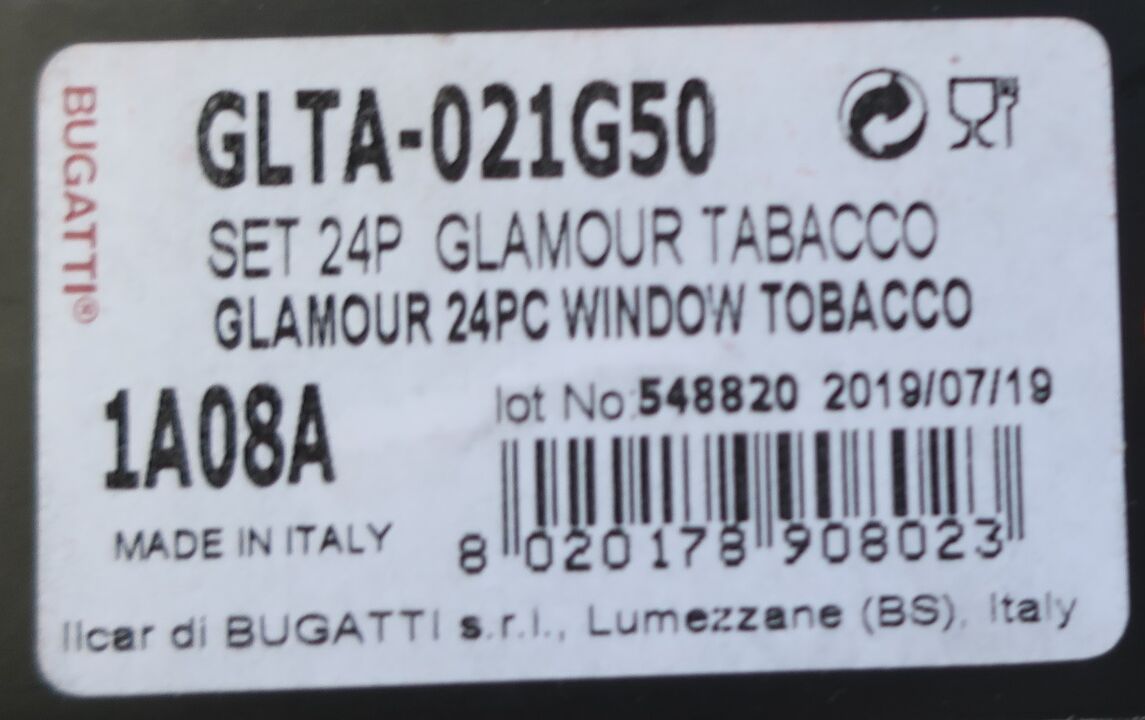 BUGATTI®
GLTA-021G50
SET 24P GLAMOUR TABACCO
GLAMOUR 24PC WINDOW TOBACCO
1A08A
lot No:548820 2019/07/19
MADE IN ITALY
8 020178 908023
Ilcar di BUGATTI s.r.l., Lumezzane (BS), Italy